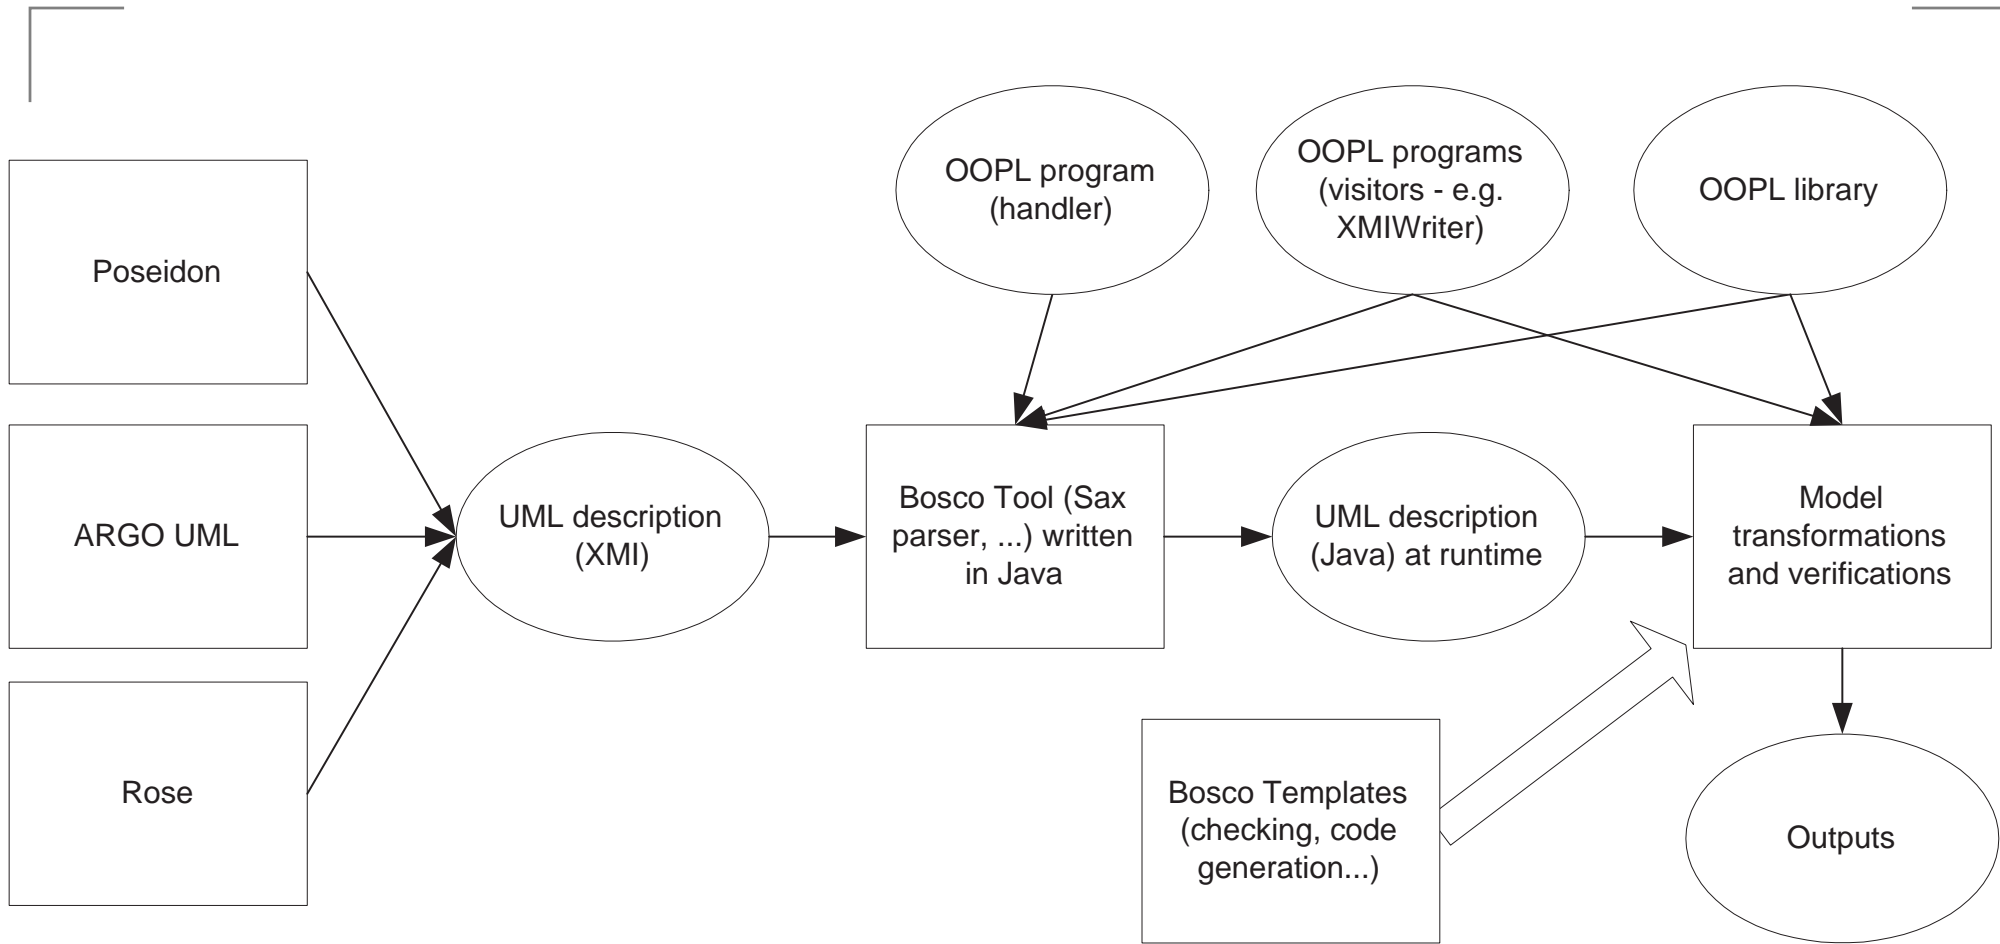 OOPL program
(handler)
OOPL programs
(visitors - e.g.
XMIWriter)
OOPL library
Poseidon
ARGO UML
Rose
UML description
(XMI)
Bosco Tool (Sax
parser, ...) written
in Java
UML description
(Java) at runtime
Model
transformations
and verifications
Bosco Templates
(checking, code
generation...)
Outputs